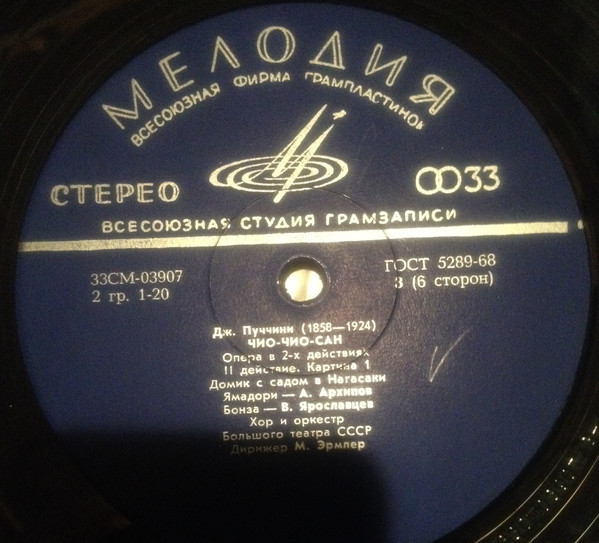 МЕЛОДИЯ
ВСЕСОЮЗНАЯ ФИРМА ГРАМПЛАСТИНОК
СТЕРЕО
33
ВСЕСОЮЗНАЯ СТУДИЯ ГРАМЗАПИСИ
33СМ-03907
2 гр. 1-20
ГОСТ 5289-68
3 (6 сторон)
Дж. Пуччини (1858—1924)
ЧИО-ЧИО-САН
Опера в 2-х действиях
II действие. Картина 1
Домик с садом в Нагасаки
Ямадори — А. Архипов
Бонза — В. Ярославцев
Хор и оркестр
Большого театра СССР
Дирижер М. Эрмлер